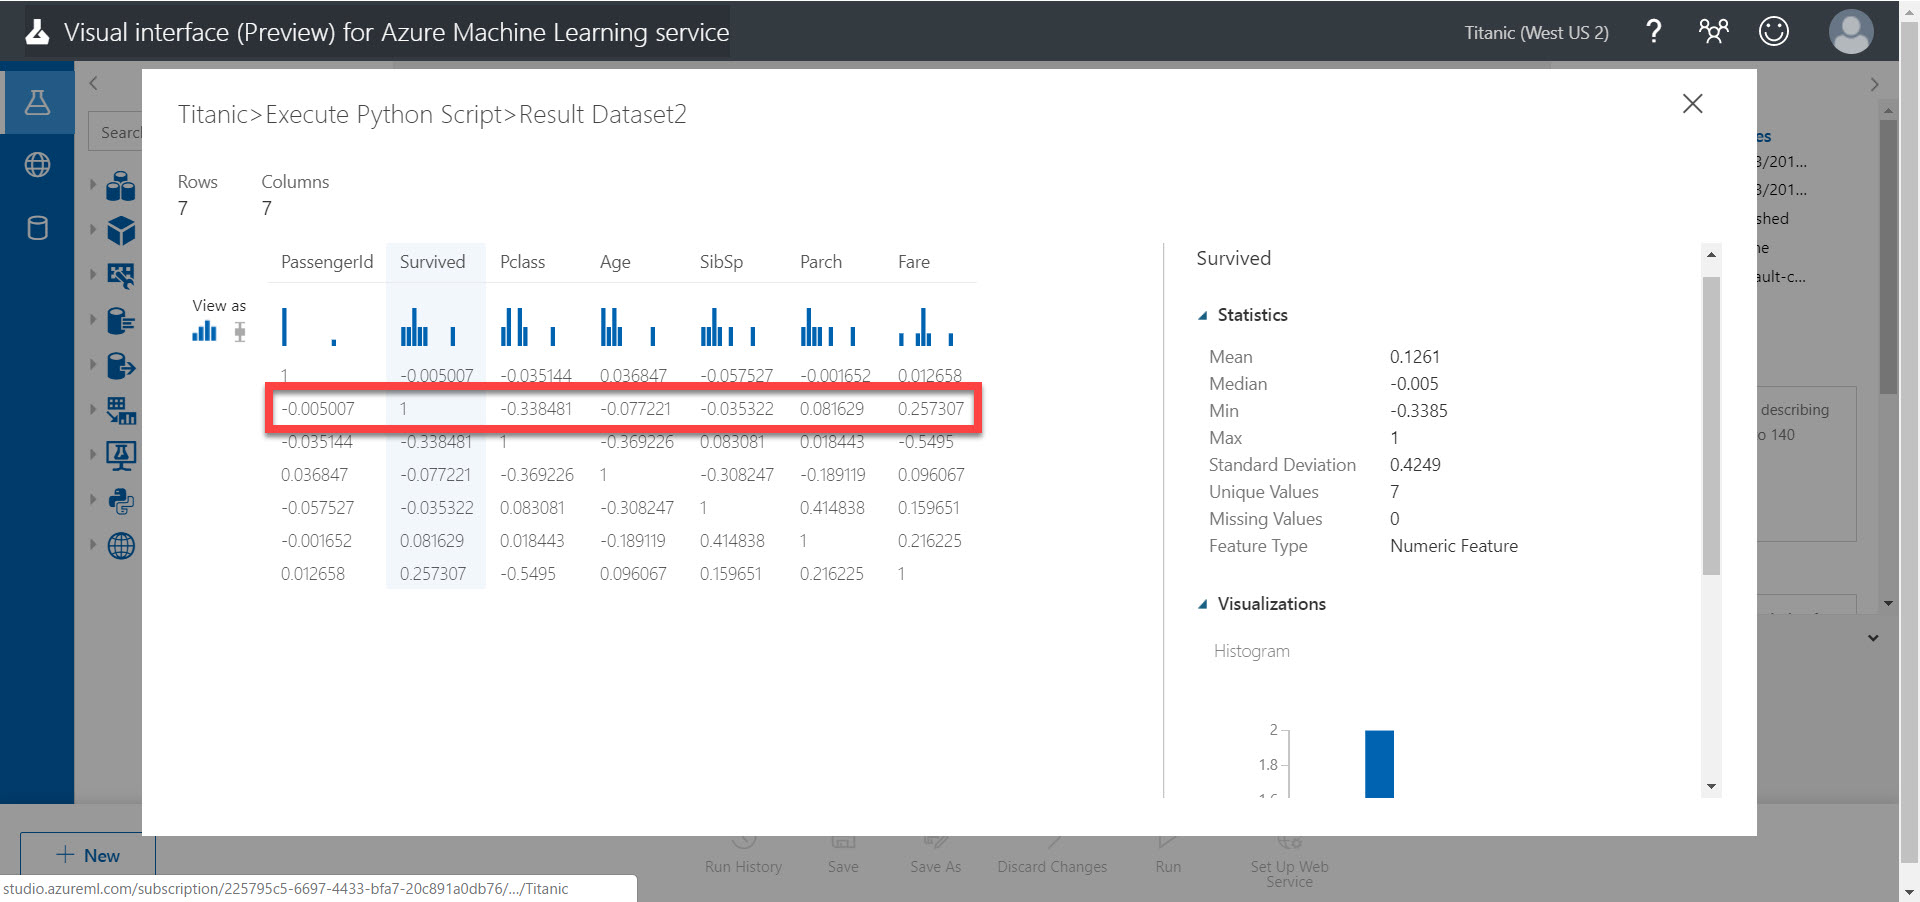 Visual interface (Preview) for Azure Machine Learning service
Titanic (West US 2)
?
Titanic>Execute Python Script>Result Dataset2
Rows Columns
7 7
PassengerId Survived Pclass Age SibSp Parch Fare
View as
1 -0.005007 -0.035144 0.036847 -0.057527 -0.001652 0.012658
-0.005007 1 -0.338481 -0.077221 -0.035322 0.081629 0.257307
-0.035144 -0.338481 1 -0.369226 0.083081 0.018443 -0.5495
0.036847 -0.077221 -0.369226 1 -0.308247 -0.189119 0.096067
-0.057527 -0.035322 0.083081 -0.308247 1 0.414838 0.159651
-0.001652 0.081629 0.018443 -0.189119 0.414838 1 0.216225
0.012658 0.257307 -0.5495 0.096067 0.159651 0.216225 1
Survived
Statistics
Mean 0.1261
Median -0.005
Min -0.3385
Max 1
Standard Deviation 0.4249
Unique Values 7
Missing Values 0
Feature Type Numeric Feature
Visualizations
Histogram
2
1.8
1.6
Searc
es
3/201...
3/201...
shed
ne
ault-c...
describing
o 140
New
Run History
Save
Save As
Discard Changes
Run
Set Up Web
Service
studio.azureml.com/subscription/225795c5-6697-4433-bfa7-20c891a0db76/.../Titanic